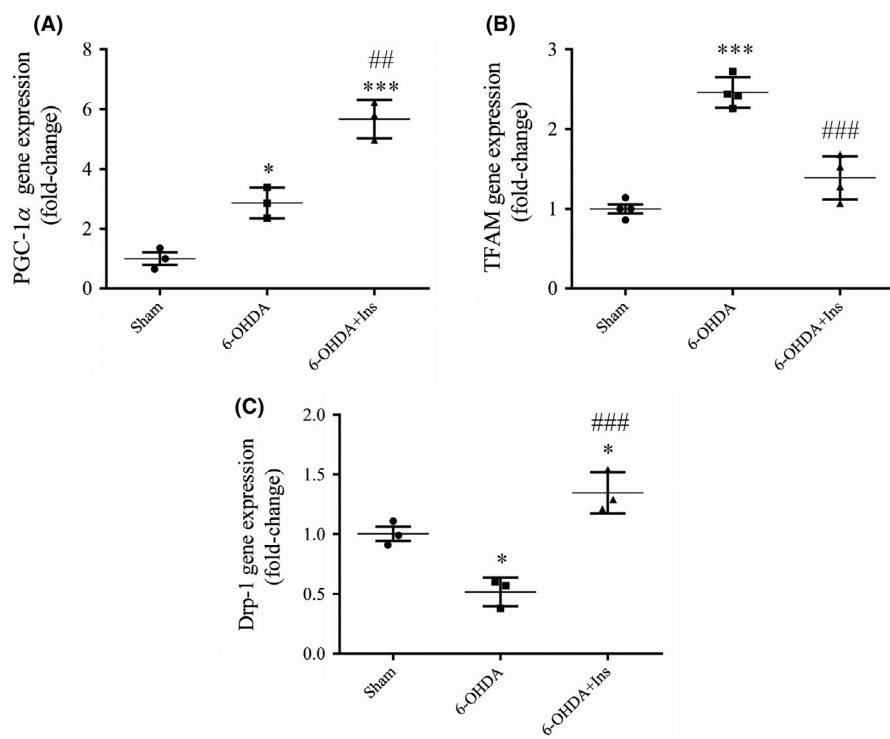 (A)
PGC-1α gene expression
(fold-change)
8
6
4
2
0
*
##
***
Sham
6-OHDA
6-OHDA+Ins
(B)
TFAM gene expression
(fold-change)
3
2
1
0
***
###
Sham
6-OHDA
6-OHDA+Ins
(C)
Drp-1 gene expression
(fold-change)
2.0
1.5
1.0
0.5
0.0
*
###
*
Sham
6-OHDA
6-OHDA+Ins